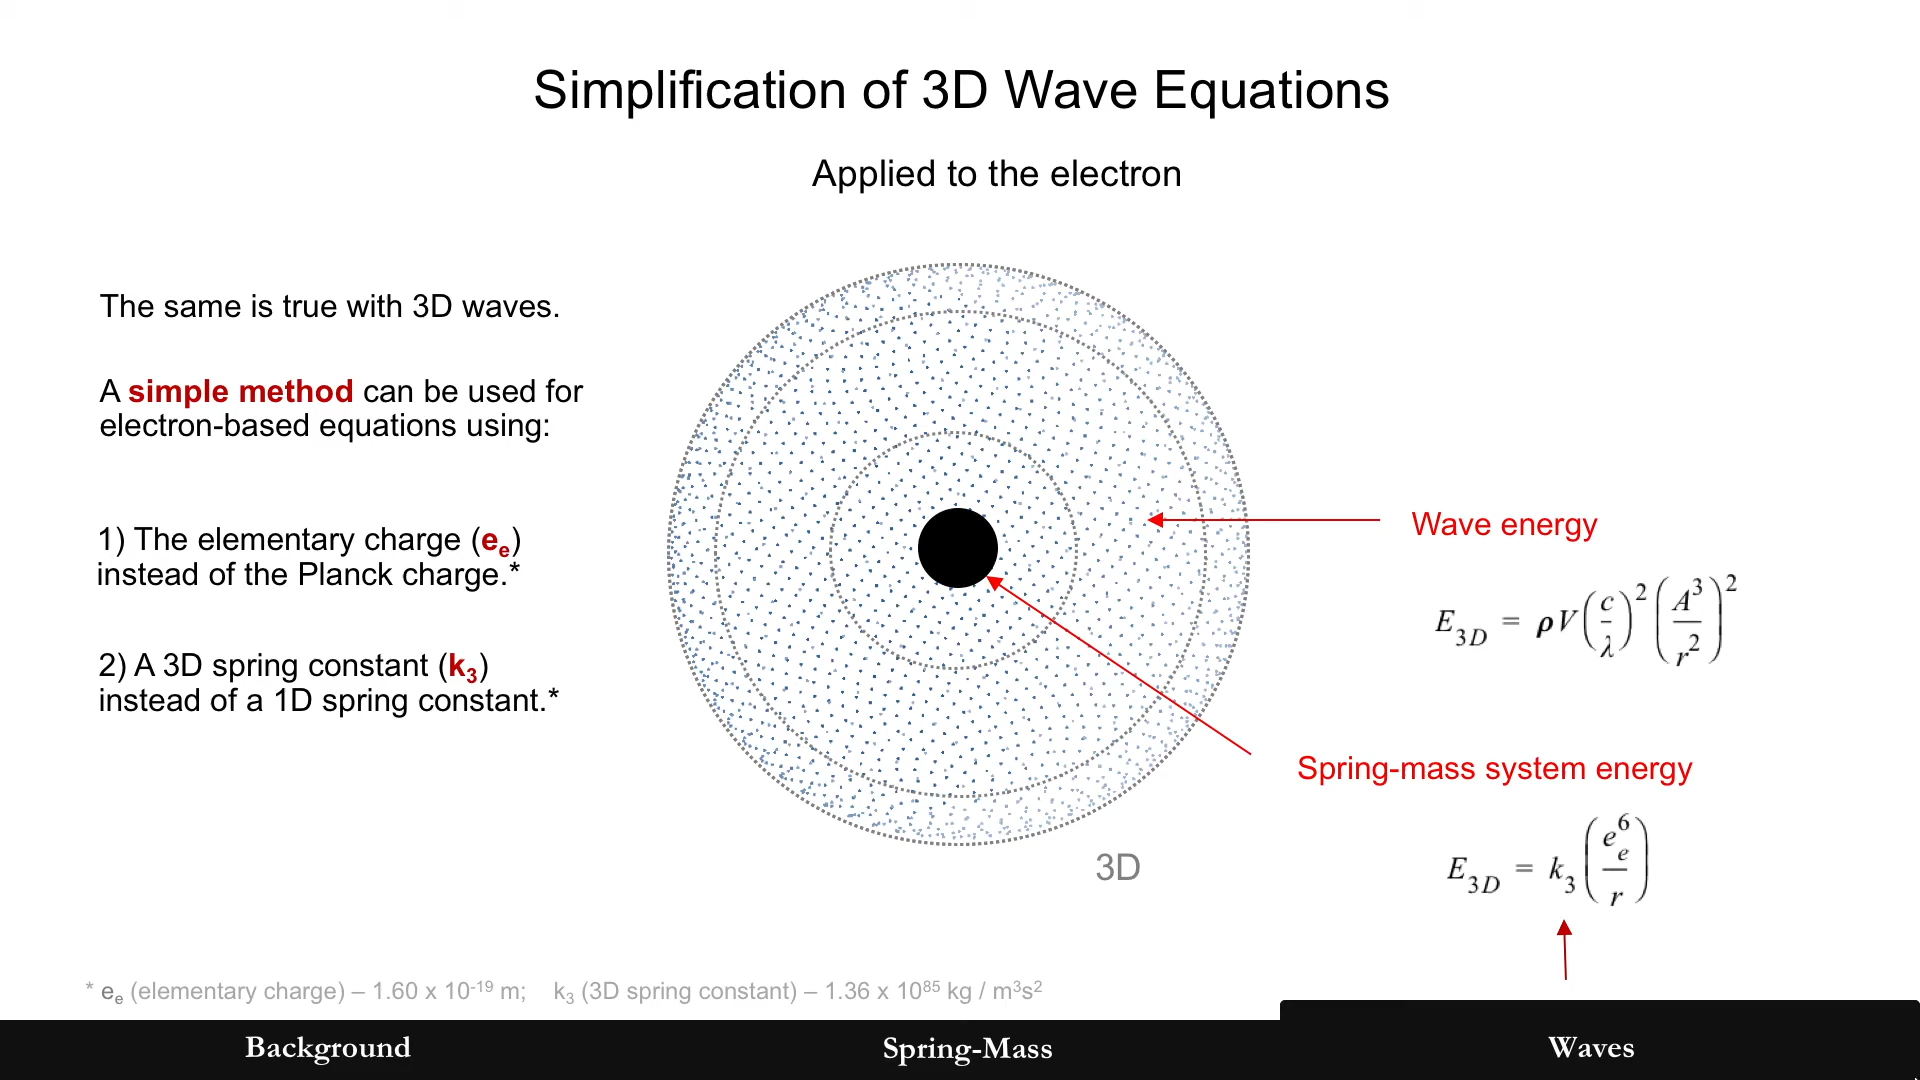 Simplification of 3D Wave Equations
Applied to the electron
The same is true with 3D waves.
A simple method can be used for
electron-based equations using:
1) The elementary charge (eₑ)
instead of the Planck charge.*
2) A 3D spring constant (k₃)
instead of a 1D spring constant.*
3D
Wave energy
E_{3D} = ρV(c/λ)²(A³/r²)²
Spring-mass system energy
E_{3D} = k₃(eₑ⁶/r)
* eₑ (elementary charge) – 1.60 x 10⁻¹⁹ m; k₃ (3D spring constant) – 1.36 x 10⁸⁵ kg / m³s²
Background
Spring-Mass
Waves